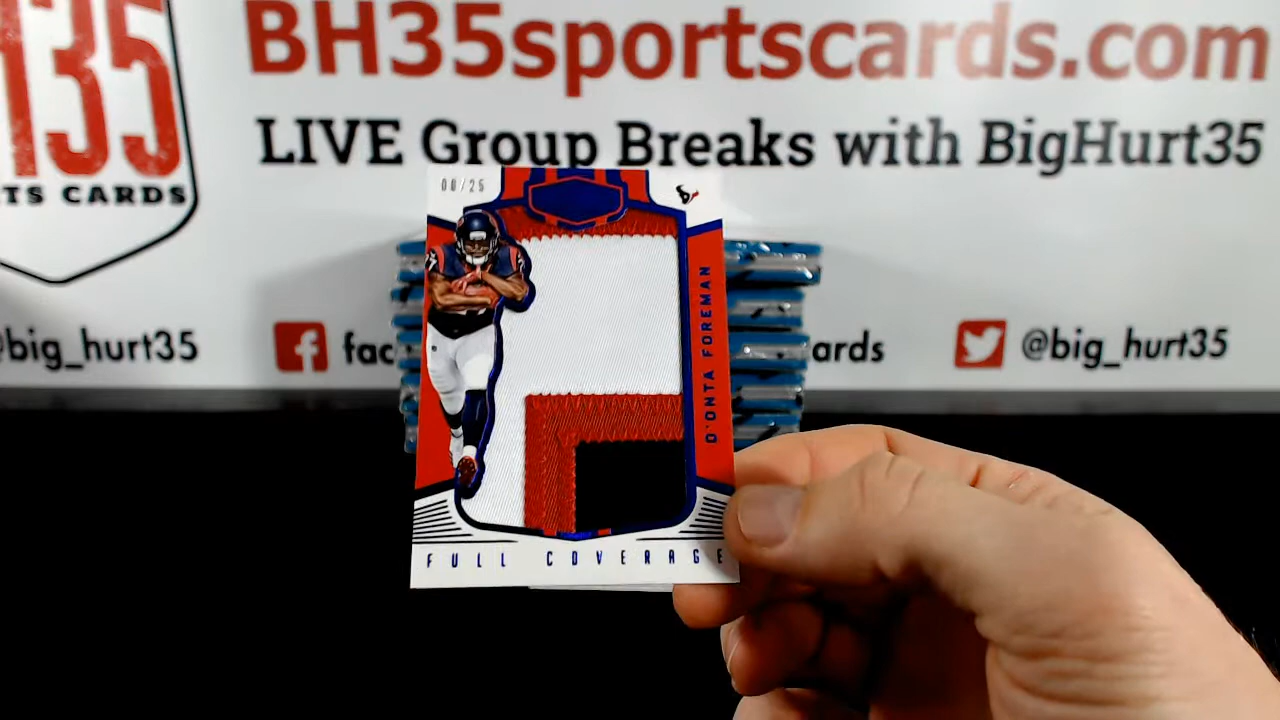 BH35sportscards.com
135
LIVE Group Breaks with BigHurt35
TS CARDS
08/25
D'ONTA FOREMAN
big_hurt35
f fac
ards
@big_hurt35
FULL COVERAGE